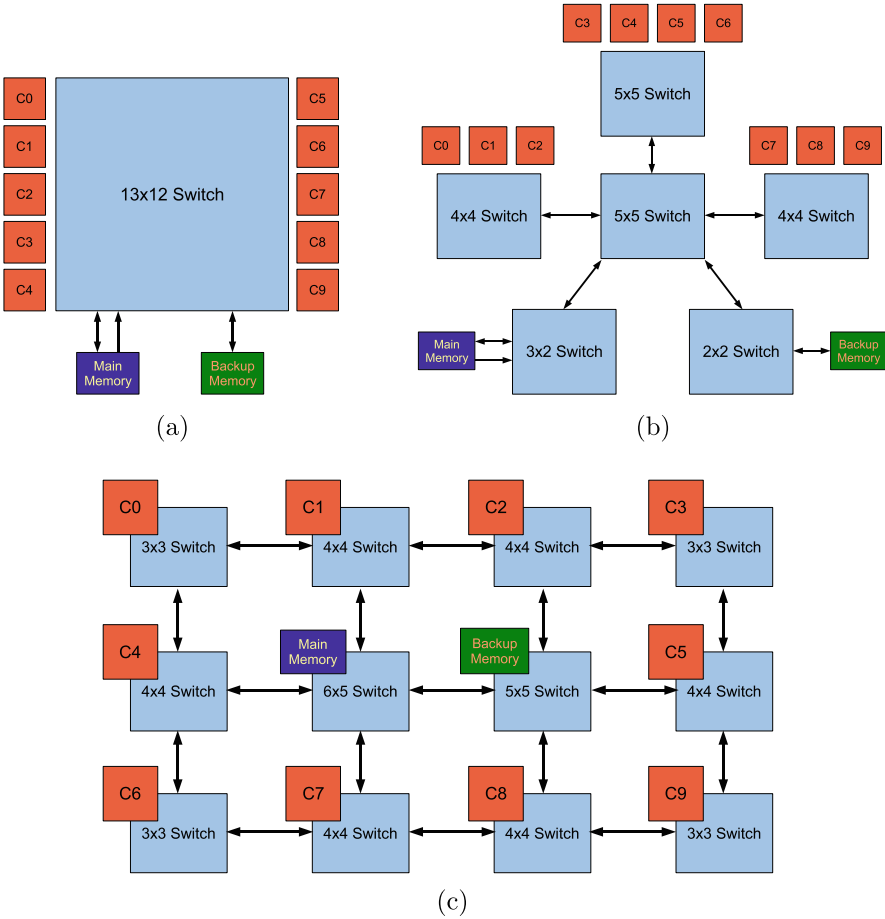 C0
C1
C2
C3
C4
13x12 Switch
C5
C6
C7
C8
C9
Main
Memory
Backup
Memory
(a)
C3 C4 C5 C6
5x5 Switch
C0 C1 C2
C7 C8 C9
4x4 Switch
5x5 Switch
4x4 Switch
Main
Memory
3x2 Switch
2x2 Switch
Backup
Memory
(b)
C0
3x3 Switch
C1
4x4 Switch
C2
4x4 Switch
C3
3x3 Switch
C4
4x4 Switch
Main
Memory
6x5 Switch
Backup
Memory
5x5 Switch
C5
4x4 Switch
C6
3x3 Switch
C7
4x4 Switch
C8
4x4 Switch
C9
3x3 Switch
(c)